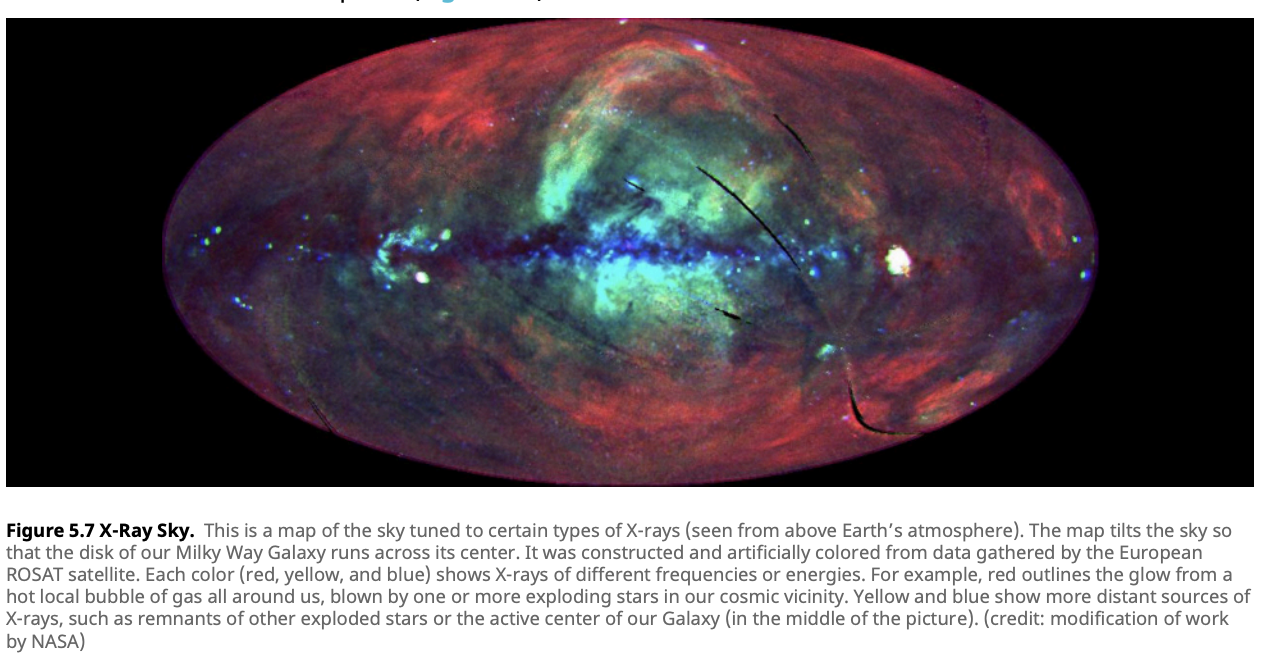 Figure 5.7 X-Ray Sky. This is a map of the sky tuned to certain types of X-rays (seen from above Earth’s atmosphere). The map tilts the sky so
that the disk of our Milky Way Galaxy runs across its center. It was constructed and artificially colored from data gathered by the European
ROSAT satellite. Each color (red, yellow, and blue) shows X-rays of different frequencies or energies. For example, red outlines the glow from a
hot local bubble of gas all around us, blown by one or more exploding stars in our cosmic vicinity. Yellow and blue show more distant sources of
X-rays, such as remnants of other exploded stars or the active center of our Galaxy (in the middle of the picture). (credit: modification of work
by NASA)